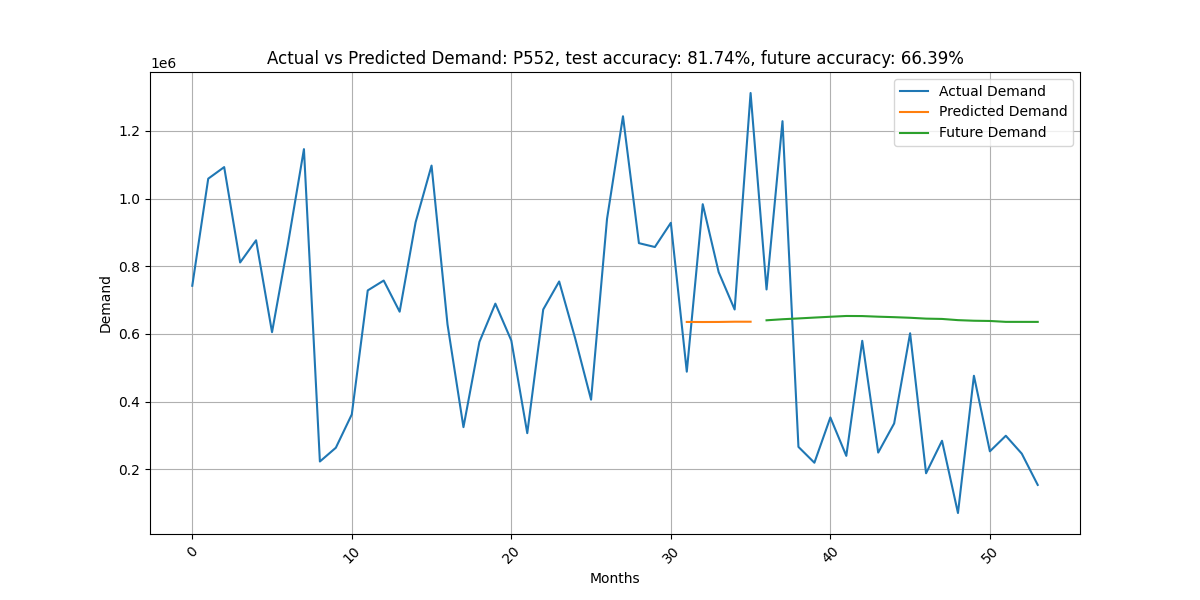 Actual vs Predicted Demand: P552, test accuracy: 81.74%, future accuracy: 66.39%
1e6
Actual Demand
Predicted Demand
Future Demand
1.2
1.0
0.8
0.6
0.4
0.2
Demand
0
10
20
30
40
50
Months